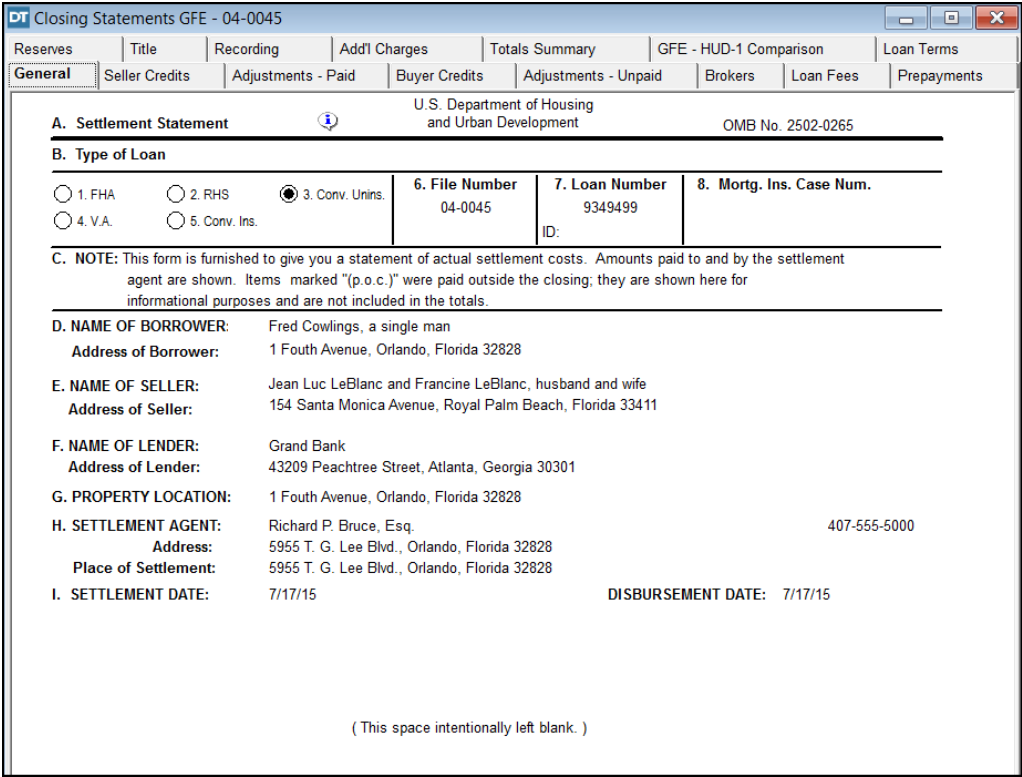 DT Closing Statements GFE - 04-0045
Reserves Title Recording Add'l Charges Totals Summary GFE - HUD-1 Comparison Loan Terms
General Seller Credits Adjustments - Paid Buyer Credits Adjustments - Unpaid Brokers Loan Fees Prepayments
U.S. Department of Housing
A. Settlement Statement and Urban Development OMB No. 2502-0265
B. Type of Loan
1. FHA 2. RHS 3. Conv. Unins. 6. File Number 7. Loan Number 8. Mortg. Ins. Case Num.
04-0045 9349499
4. V.A. 5. Conv. Ins. ID:
C. NOTE: This form is furnished to give you a statement of actual settlement costs. Amounts paid to and by the settlement
agent are shown. Items marked "(p.o.c.)" were paid outside the closing; they are shown here for
informational purposes and are not included in the totals.
D. NAME OF BORROWER: Fred Cowlings, a single man
Address of Borrower: 1 Fouth Avenue, Orlando, Florida 32828
E. NAME OF SELLER: Jean Luc LeBlanc and Francine LeBlanc, husband and wife
Address of Seller: 154 Santa Monica Avenue, Royal Palm Beach, Florida 33411
F. NAME OF LENDER: Grand Bank
Address of Lender: 43209 Peachtree Street, Atlanta, Georgia 30301
G. PROPERTY LOCATION: 1 Fouth Avenue, Orlando, Florida 32828
H. SETTLEMENT AGENT: Richard P. Bruce, Esq. 407-555-5000
Address: 5955 T. G. Lee Blvd., Orlando, Florida 32828
Place of Settlement: 5955 T. G. Lee Blvd., Orlando, Florida 32828
I. SETTLEMENT DATE: 7/17/15 DISBURSEMENT DATE: 7/17/15
( This space intentionally left blank. )